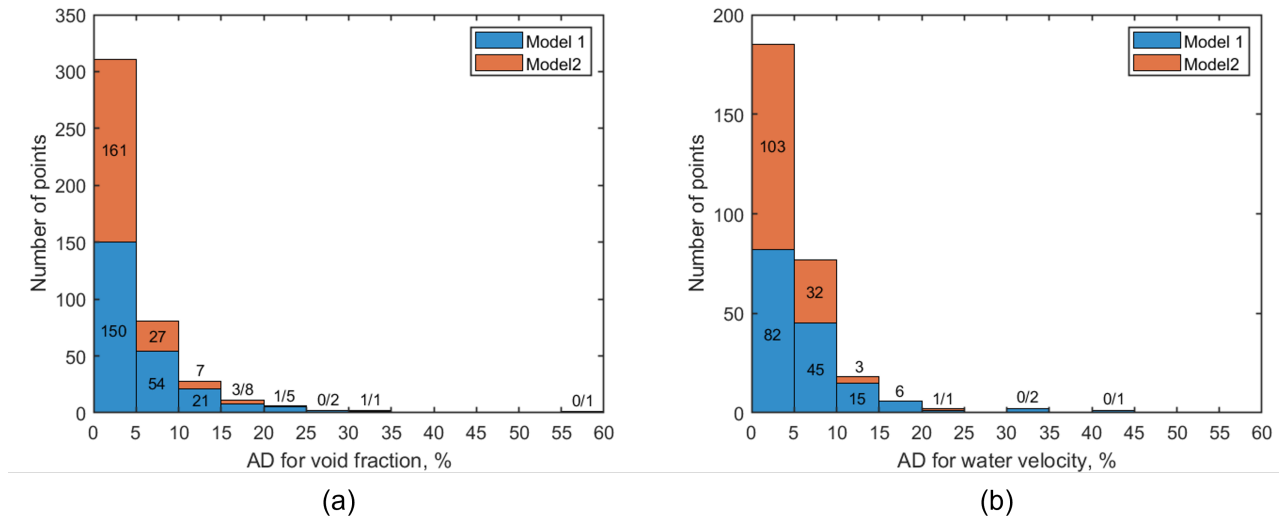 350
300
250
200
150
100
50
0
Number of points
Model 1
Model2
161
150
27
54
7
21
3/8
1/5
0/2
1/1
0/1
0 5 10 15 20 25 30 35 40 45 50 55 60
AD for void fraction, %
(a)
200
150
100
50
0
Number of points
Model 1
Model2
103
82
32
45
3
15
6
1/1
0/2
0/1
0 5 10 15 20 25 30 35 40 45 50 55 60
AD for water velocity, %
(b)